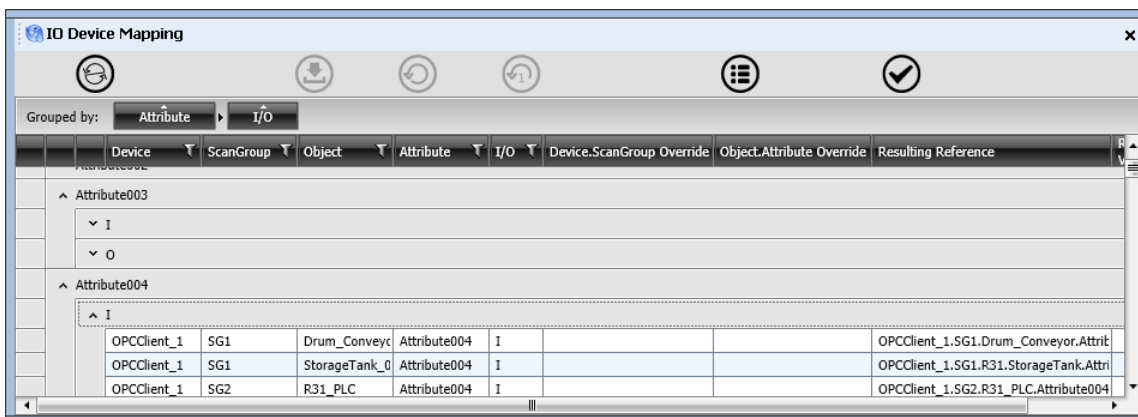 IO Device Mapping
1
Grouped by: Attribute I/O
Device ScanGroup Object Attribute I/O Device.ScanGroup Override Object.Attribute Override Resulting Reference
Attribute003
I
O
Attribute004
I
OPCClient_1 SG1 Drum_Conveyc Attribute004 I OPCClient_1.SG1.Drum_Conveyor.Attrib
OPCClient_1 SG1 StorageTank_0 Attribute004 I OPCClient_1.SG1.R31.StorageTank.Attri
OPCClient_1 SG2 R31_PLC Attribute004 I OPCClient_1.SG2.R31_PLC.Attribute004